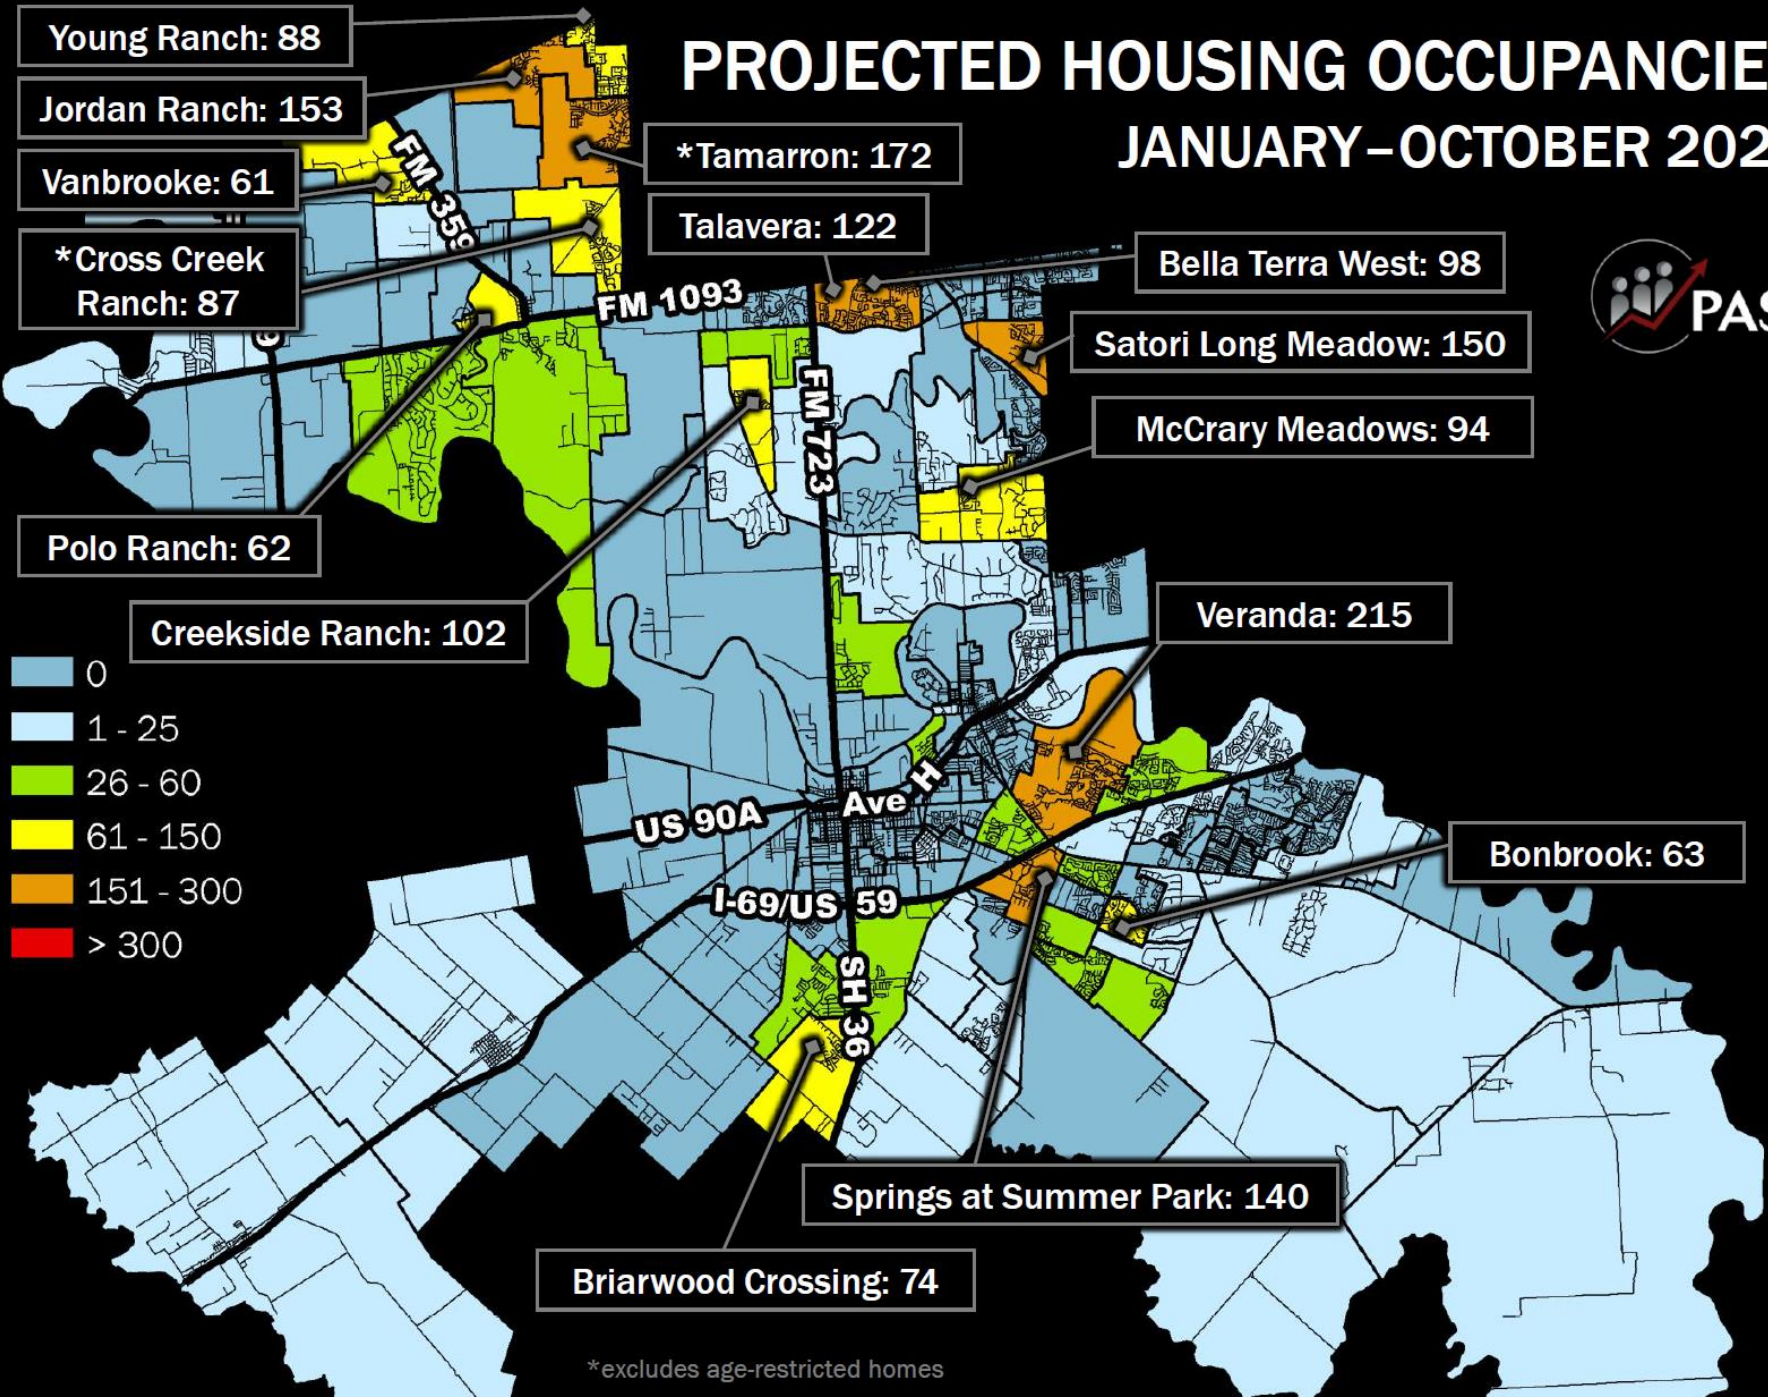 PROJECTED HOUSING OCCUPANCIE
JANUARY–OCTOBER 202
Young Ranch: 88
Jordan Ranch: 153
Vanbrooke: 61
*Cross Creek
Ranch: 87
*Tamarron: 172
Talavera: 122
Bella Terra West: 98
Satori Long Meadow: 150
McCrary Meadows: 94
PAS
FM 359
FM 1093
FM 723
Polo Ranch: 62
Creekside Ranch: 102
Veranda: 215
0
1 - 25
26 - 60
61 - 150
151 - 300
> 300
US 90A
Ave H
I-69/US 59
SH 36
Bonbrook: 63
Springs at Summer Park: 140
Briarwood Crossing: 74
*excludes age-restricted homes